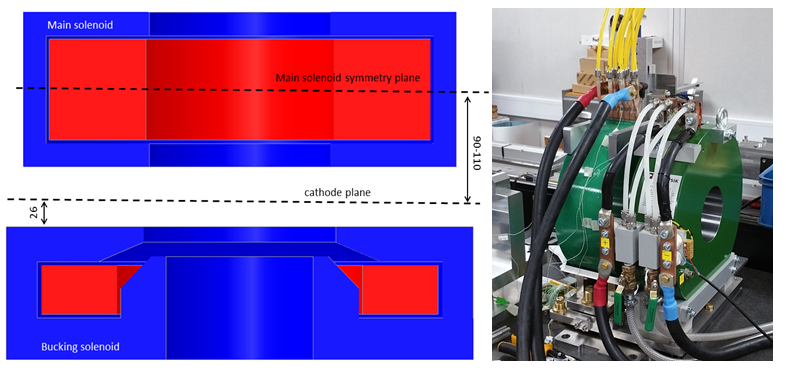 Main solenoid
Main solenoid symmetry plane
90-110
cathode plane
26
Bucking solenoid